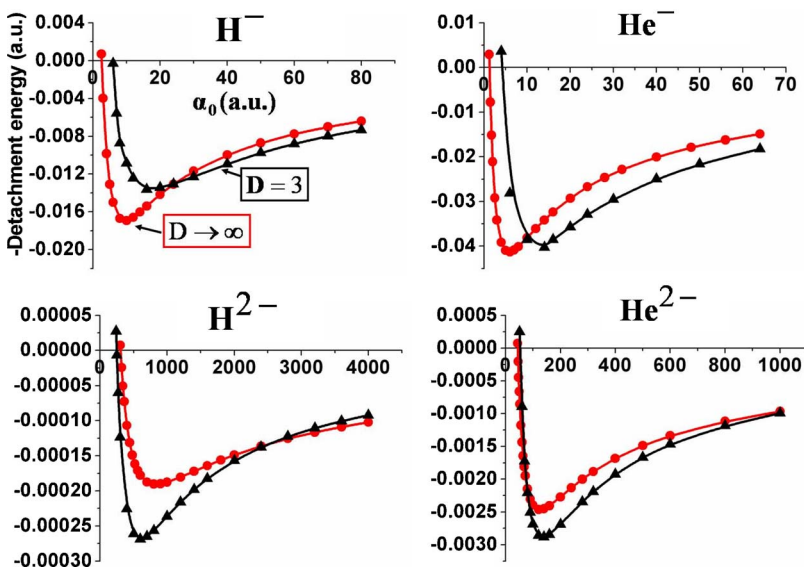 H⁻
-Detachment energy (a.u.)
0.004
0.000
-0.004
-0.008
-0.012
-0.016
-0.020
0 20 40 60 80
α₀ (a.u.)
D = 3
D → ∞
He⁻
0.01
0.00
-0.01
-0.02
-0.03
-0.04
0 10 20 30 40 50 60 70
H²⁻
0.00005
0.00000
-0.00005
-0.00010
-0.00015
-0.00020
-0.00025
-0.00030
0 1000 2000 3000 4000
He²⁻
0.0005
0.0000
-0.0005
-0.0010
-0.0015
-0.0020
-0.0025
-0.0030
0 200 400 600 800 1000